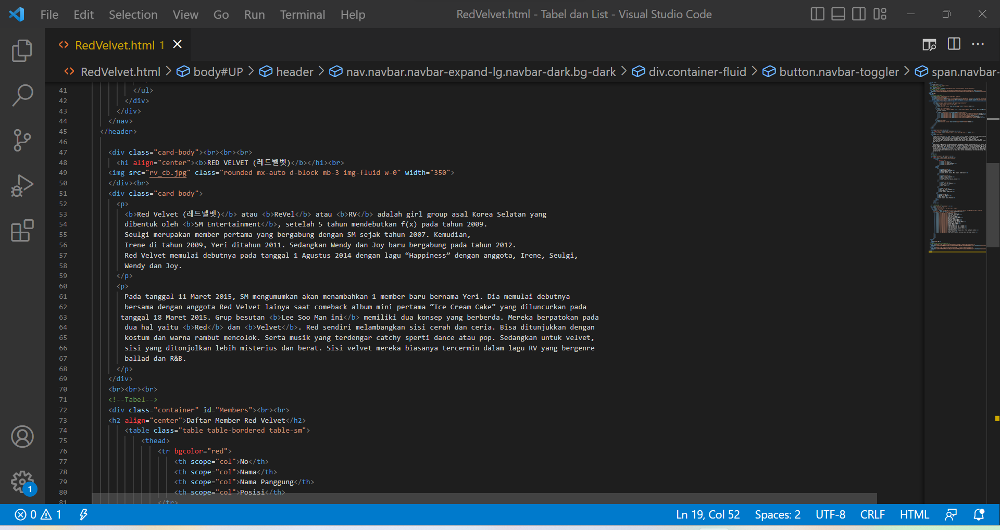 File Edit Selection View Go Run Terminal Help RedVelvet.html - Tabel dan List - Visual Studio Code
RedVelvet.html 1
RedVelvet.html > body#UP > header > nav.navbar.navbar-expand-lg.navbar-dark.bg-dark > div.container-fluid > button.navbar-toggler > span.navbar-
41 </ul>
42 </div>
43 </div>
44 </nav>
45 </header>
46
47 <div class="card-body"><br><br><br>
48 <h1 align="center"><b>RED VELVET (레드벨벳)</b></h1><br>
49 <img src="rv_cb.jpg" class="rounded mx-auto d-block mb-3 img-fluid w-0" width="350">
50 </div><br>
51 <div class="card body">
52 <p>
53 <b>Red Velvet (레드벨벳)</b> atau <b>ReVel</b> atau <b>RV</b> adalah girl group asal Korea Selatan yang
54 dibentuk oleh <b>SM Entertainment</b>, setelah 5 tahun mendebutkan f(x) pada tahun 2009.
55 Seulgi merupakan member pertama yang bergabung dengan SM sejak tahun 2007. Kemudian,
56 Irene di tahun 2009, Yeri ditahun 2011. Sedangkan Wendy dan Joy baru bergabung pada tahun 2012.
57 Red Velvet memulai debutnya pada tanggal 1 Agustus 2014 dengan lagu “Happiness” dengan anggota, Irene, Seulgi,
58 Wendy dan Joy.
59 </p>
60 <p>
61 Pada tanggal 11 Maret 2015, SM mengumumkan akan menambahkan 1 member baru bernama Yeri. Dia memulai debutnya
62 bersama dengan anggota Red Velvet lainya saat comeback album mini pertama “Ice Cream Cake” yang diluncurkan pada
63 tanggal 18 Maret 2015. Grup besutan <b>Lee Soo Man ini</b> memiliki dua konsep yang berberda. Mereka berpatokan pada
64 dua hal yaitu <b>Red</b> dan <b>Velvet</b>. Red sendiri melambangkan sisi cerah dan ceria. Bisa ditunjukkan dengan
65 kostum dan warna rambut mencolok. Serta musik yang terdengar catchy sperti dance atau pop. Sedangkan untuk velvet,
66 sisi yang ditonjolkan lebih misterius dan berat. Sisi velvet mereka biasanya tercermin dalam lagu RV yang bergenre
67 ballad dan R&B.
68 </p>
69 </div>
70 <br><br><br>
71 <!--Tabel-->
72 <div class="container" id="Members"><br><br>
73 <h2 align="center">Daftar Member Red Velvet</h2>
74 <table class="table table-bordered table-sm">
75 <thead>
76 <tr bgcolor="red">
77 <th scope="col">No</th>
78 <th scope="col">Nama</th>
79 <th scope="col">Nama Panggung</th>
80 <th scope="col">Posisi</th>
81 </tr>
1
0 1 Ln 19, Col 52 Spaces: 2 UTF-8 CRLF HTML